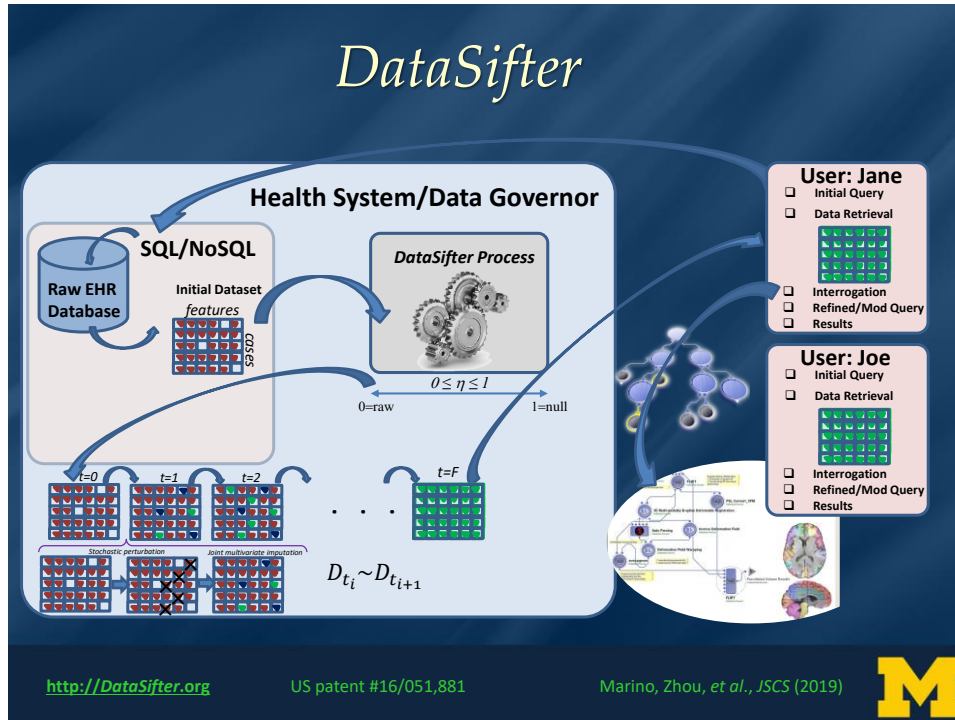 DataSifter
Health System/Data Governor
SQL/NoSQL
Raw EHR
Database
Initial Dataset
features
cases
DataSifter Process
0 ≤ η ≤ 1
0=raw
1=null
t=0
t=1
t=2
. . .
t=F
Stochastic perturbation
Joint multivariate imputation
D_{t_i}~D_{t_{i+1}}
User: Jane
❑ Initial Query
❑ Data Retrieval
❑ Interrogation
❑ Refined/Mod Query
❑ Results
User: Joe
❑ Initial Query
❑ Data Retrieval
❑ Interrogation
❑ Refined/Mod Query
❑ Results
FLIRT
http://DataSifter.org
US patent #16/051,881
Marino, Zhou, et al., JSCS (2019)
M